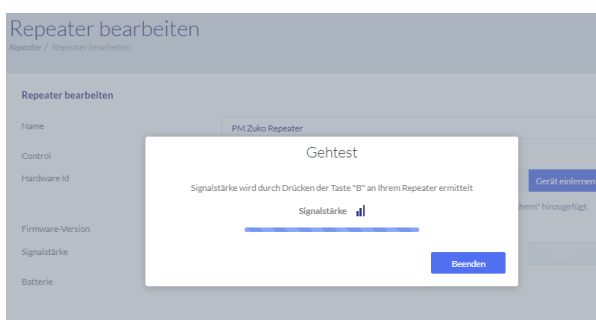 Repeater bearbeiten
Repeater / Repeater bearbeiten
Repeater bearbeiten
Name PM Zuko Repeater
Control
Gehtest
Hardware Id Gerät einlernen
Signalstärke wird durch Drücken der Taste "B" an Ihrem Repeater ermittelt
hern" hinzugefügt.
Signalstärke
Firmware-Version
Signalstärke
Beenden
Batterie